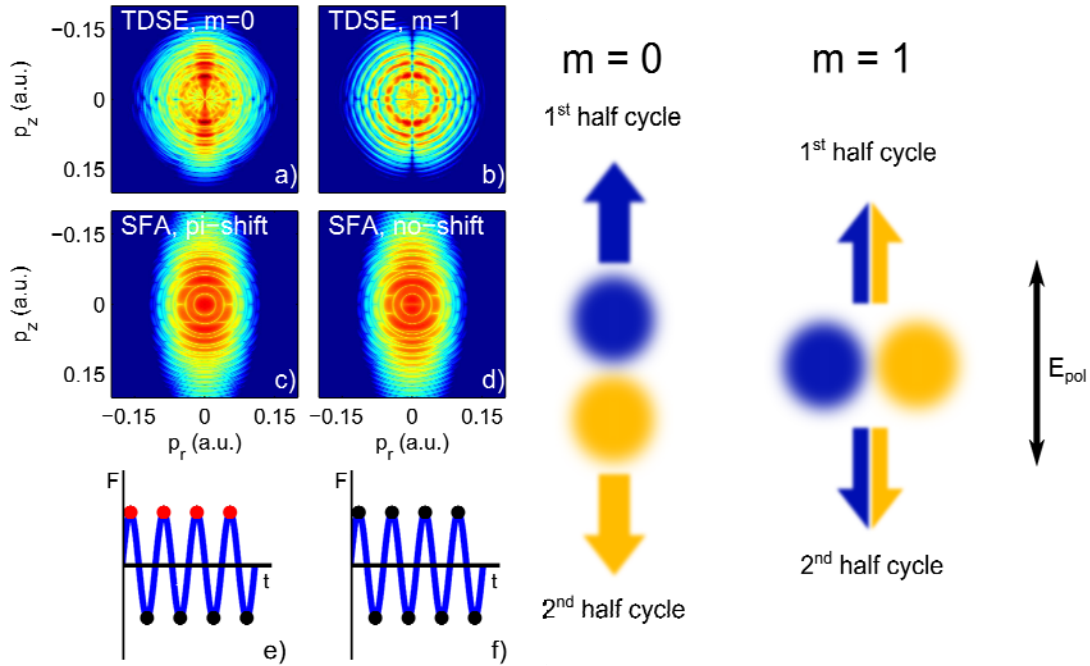 −0.15
TDSE, m=0
TDSE, m=1
p_z (a.u.)
0
0.15
a)
b)
−0.15
SFA, pi-shift
SFA, no-shift
p_z (a.u.)
0
0.15
c)
d)
−0.15
0
0.15
−0.15
0
0.15
p_r (a.u.)
p_r (a.u.)
F
t
e)
F
t
f)
m = 0
1st half cycle
2nd half cycle
m = 1
1st half cycle
2nd half cycle
E_pol